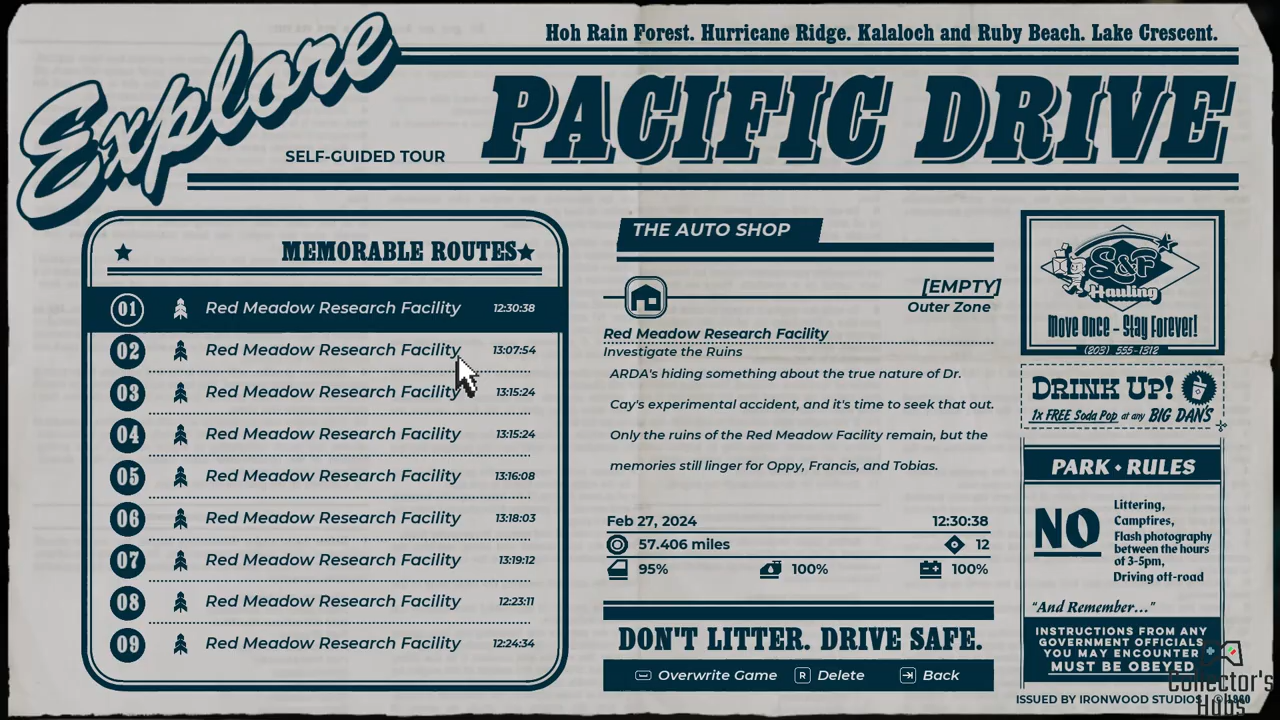 Hoh Rain Forest. Hurricane Ridge. Kalaloch and Ruby Beach. Lake Crescent.
Explore
PACIFIC DRIVE
SELF-GUIDED TOUR
MEMORABLE ROUTES
01 Red Meadow Research Facility 12:30:38
02 Red Meadow Research Facility 13:07:54
03 Red Meadow Research Facility 13:15:24
04 Red Meadow Research Facility 13:15:24
05 Red Meadow Research Facility 13:16:08
06 Red Meadow Research Facility 13:18:03
07 Red Meadow Research Facility 13:19:12
08 Red Meadow Research Facility 12:23:11
09 Red Meadow Research Facility 12:24:34
THE AUTO SHOP
[EMPTY]
Outer Zone
Red Meadow Research Facility
Investigate the Ruins
ARDA's hiding something about the true nature of Dr.
Cay's experimental accident, and it's time to seek that out.
Only the ruins of the Red Meadow Facility remain, but the
memories still linger for Oppy, Francis, and Tobias.
Feb 27, 2024 12:30:38
57.406 miles 12
95% 100% 100%
DON'T LITTER. DRIVE SAFE.
Overwrite Game R Delete Back
S&F
Hauling
Move Once - Stay Forever!
(203) 555-1312
DRINK UP!
1x FREE Soda Pop at any BIG DAN'S
PARK • RULES
NO
Littering,
Campfires,
Flash photography
between the hours
of 3-5pm,
Driving off-road
"And Remember..."
INSTRUCTIONS FROM ANY
GOVERNMENT OFFICIALS
YOU MAY ENCOUNTER
MUST BE OBEYED
ISSUED BY IRONWOOD STUDIOS
Collector's
Hubs